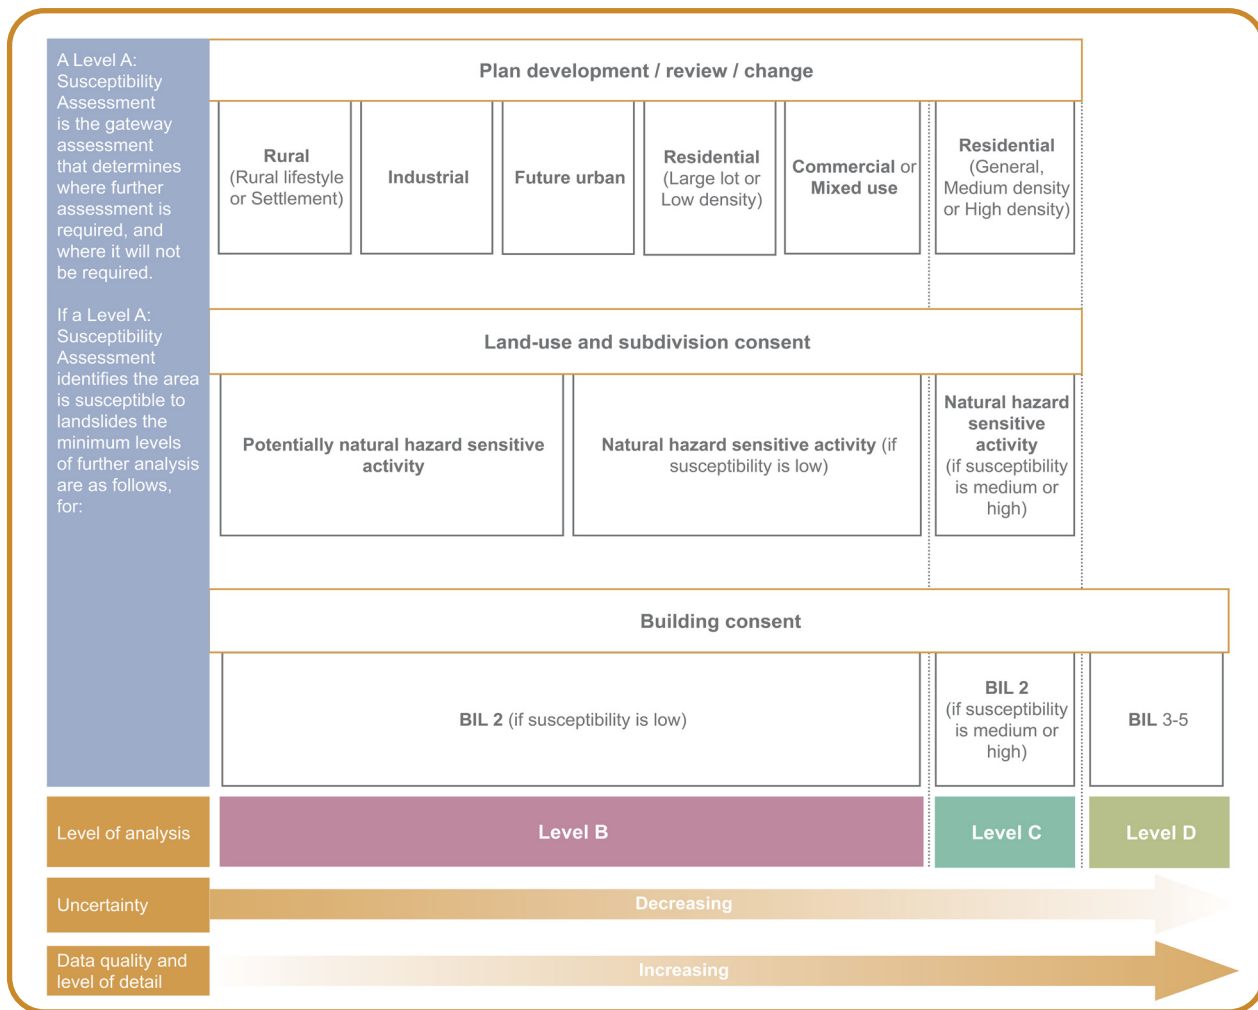 A Level A:
Susceptibility
Assessment
is the gateway
assessment
that determines
where further
assessment is
required, and
where it will not
be required.
If a Level A:
Susceptibility
Assessment
identifies the area
is susceptible to
landslides the
minimum levels
of further analysis
are as follows,
for:
Plan development / review / change
Rural
(Rural lifestyle
or Settlement)
Industrial
Future urban
Residential
(Large lot or
Low density)
Commercial or
Mixed use
Residential
(General,
Medium density
or High density)
Land-use and subdivision consent
Potentially natural hazard sensitive
activity
Natural hazard sensitive activity (if
susceptibility is low)
Natural hazard
sensitive
activity
(if susceptibility
is medium or
high)
Building consent
BIL 2 (if susceptibility is low)
BIL 2
(if susceptibility
is medium or
high)
BIL 3-5
Level of analysis
Level B
Level C
Level D
Uncertainty
Decreasing
Data quality and
level of detail
Increasing